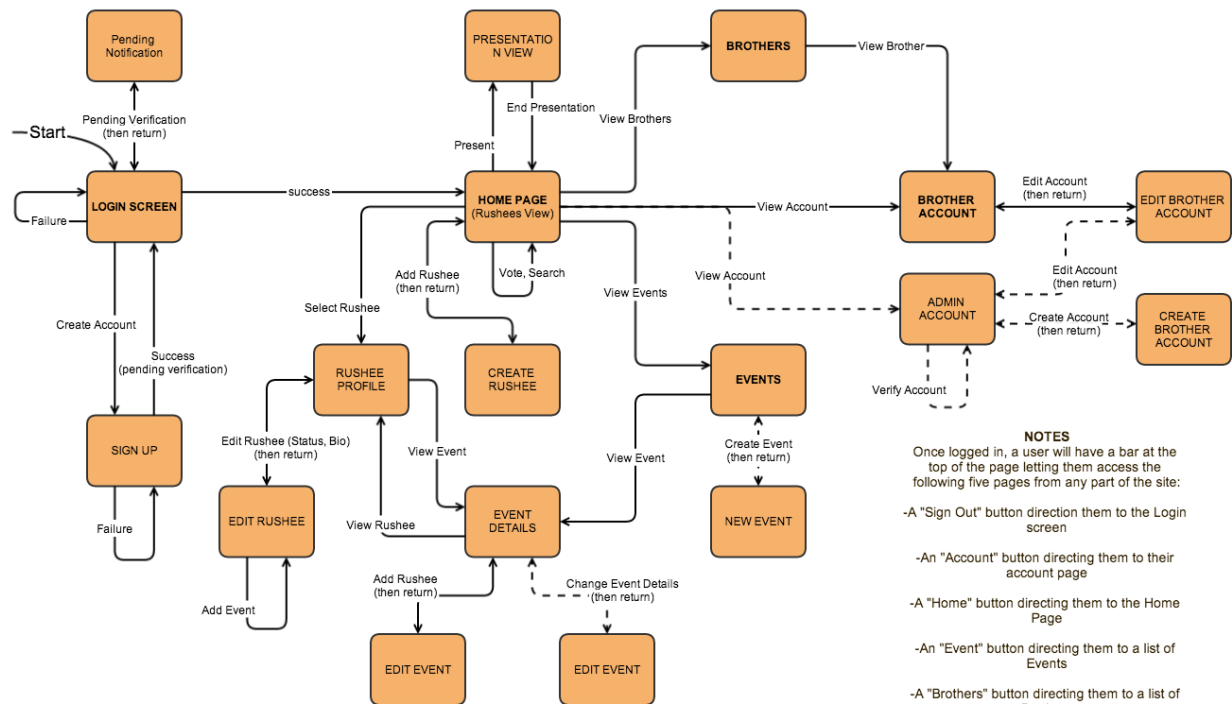 Pending
Notification
PRESENTATIO
N VIEW
BROTHERS
View Brother
End Presentation
View Brothers
Pending Verification
(then return)
Start
Present
LOGIN SCREEN
Failure
success
HOME PAGE
(Rushees View)
View Account
BROTHER
ACCOUNT
Edit Account
(then return)
EDIT BROTHER
ACCOUNT
Vote, Search
Add Rushee
(then return)
View Account
Edit Account
(then return)
View Events
Select Rushee
ADMIN
ACCOUNT
Create Account
(then return)
CREATE
BROTHER
ACCOUNT
Create Account
Success
(pending verification)
RUSHEE
PROFILE
CREATE
RUSHEE
EVENTS
Verify Account
SIGN UP
Edit Rushee (Status, Bio)
(then return)
View Event
View Event
Create Event
(then return)
Failure
EDIT RUSHEE
View Rushee
EVENT
DETAILS
NEW EVENT
Add Event
Add Rushee
(then return)
Change Event Details
(then return)
EDIT EVENT
EDIT EVENT
NOTES
Once logged in, a user will have a bar at the
top of the page letting them access the
following five pages from any part of the site:
-A "Sign Out" button direction them to the Login
screen
-An "Account" button directing them to their
account page
-A "Home" button directing them to the Home
Page
-An "Event" button directing them to a list of
Events
-A "Brothers" button directing them to a list of